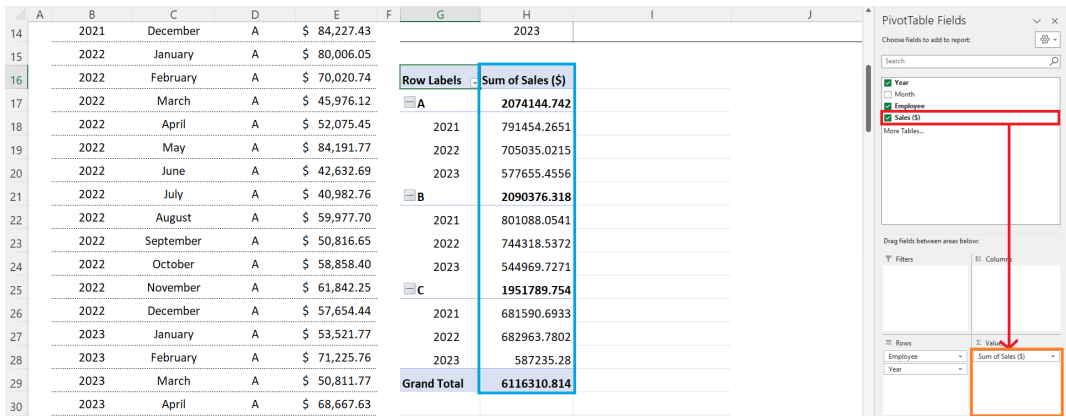 A B C D E F G H I J
14 2021 December A $ 84,227.43 2023
15 2022 January A $ 80,006.05
16 2022 February A $ 70,020.74 Row Labels Sum of Sales ($)
17 2022 March A $ 45,976.12 A 2074144.742
18 2022 April A $ 52,075.45 2021 791454.2651
19 2022 May A $ 84,191.77 2022 705035.0215
20 2022 June A $ 42,632.69 2023 577655.4556
21 2022 July A $ 40,982.76 B 2090376.318
22 2022 August A $ 59,977.70 2021 801088.0541
23 2022 September A $ 50,816.65 2022 744318.5372
24 2022 October A $ 58,858.40 2023 544969.7271
25 2022 November A $ 61,842.25 C 1951789.754
26 2022 December A $ 57,654.44 2021 681590.6933
27 2023 January A $ 53,521.77 2022 682963.7802
28 2023 February A $ 71,225.76 2023 587235.28
29 2023 March A $ 50,811.77 Grand Total 6116310.814
30 2023 April A $ 68,667.63
PivotTable Fields
Choose fields to add to report:
Search
Year
Month
Employee
Sales ($)
More Tables...
Drag fields between areas below:
Filters Columns
Rows Σ Values
Employee Sum of Sales ($)
Year